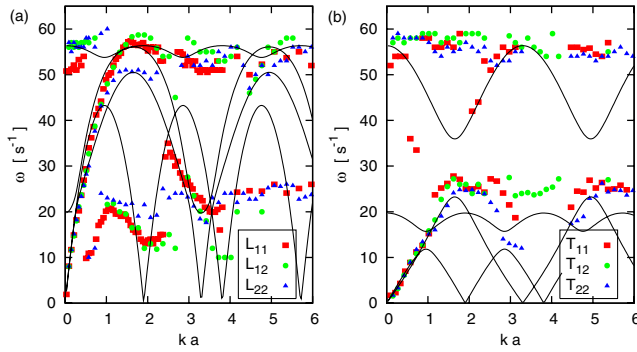 (a)
60
50
40
30
20
10
0
ω [ s⁻¹ ]
L₁₁
L₁₂
L₂₂
0 1 2 3 4 5 6
k a
(b)
60
50
40
30
20
10
0
ω [ s⁻¹ ]
T₁₁
T₁₂
T₂₂
0 1 2 3 4 5 6
k a